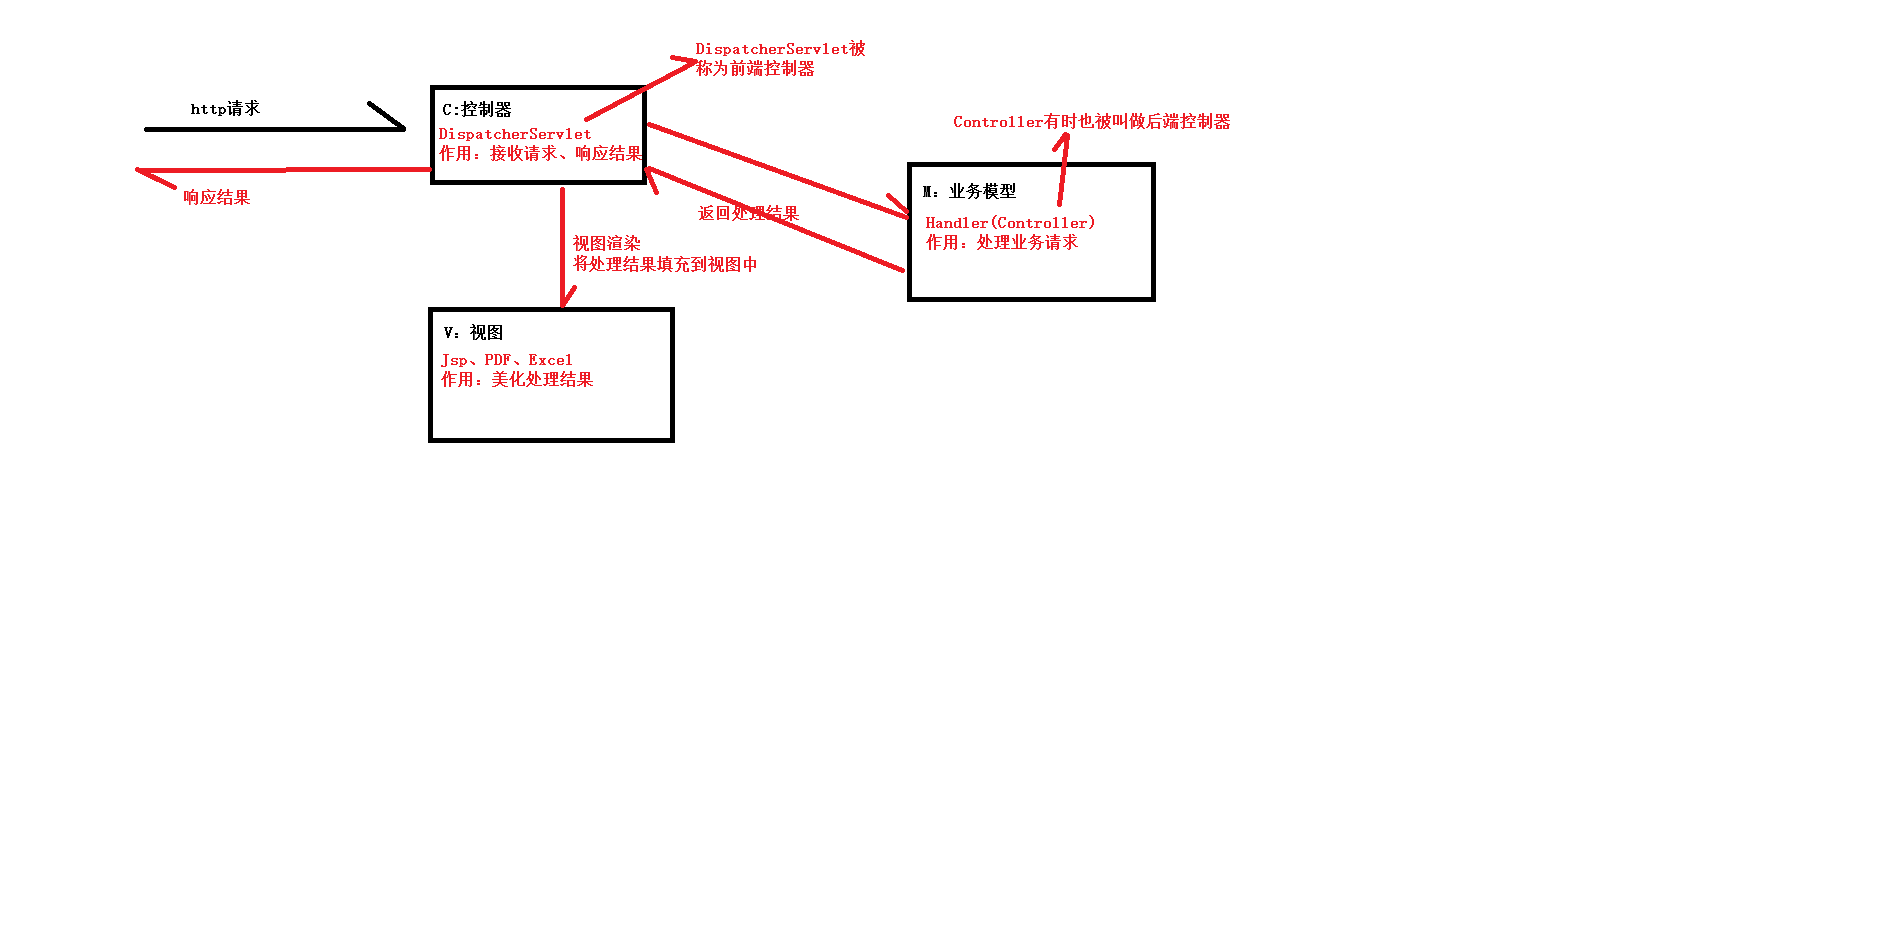 DispatcherServlet被
称为前端控制器
http请求
C:控制器
DispatcherServlet
作用：接收请求、响应结果
Controller有时也被叫做后端控制器
响应结果
M：业务模型
Handler(Controller)
作用：处理业务请求
返回处理结果
视图渲染
将处理结果填充到视图中
V：视图
Jsp、PDF、Excel
作用：美化处理结果